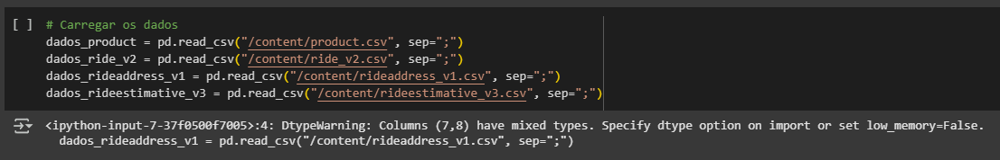 [ ] # Carregar os dados
dados_product = pd.read_csv("/content/product.csv", sep=";")
dados_ride_v2 = pd.read_csv("/content/ride_v2.csv", sep=";")
dados_rideaddress_v1 = pd.read_csv("/content/rideaddress_v1.csv", sep=";")
dados_rideestimative_v3 = pd.read_csv("/content/rideestimative_v3.csv", sep=";")
<ipython-input-7-37f0500f7005>:4: DtypeWarning: Columns (7,8) have mixed types. Specify dtype option on import or set low_memory=False.
dados_rideaddress_v1 = pd.read_csv("/content/rideaddress_v1.csv", sep=";")